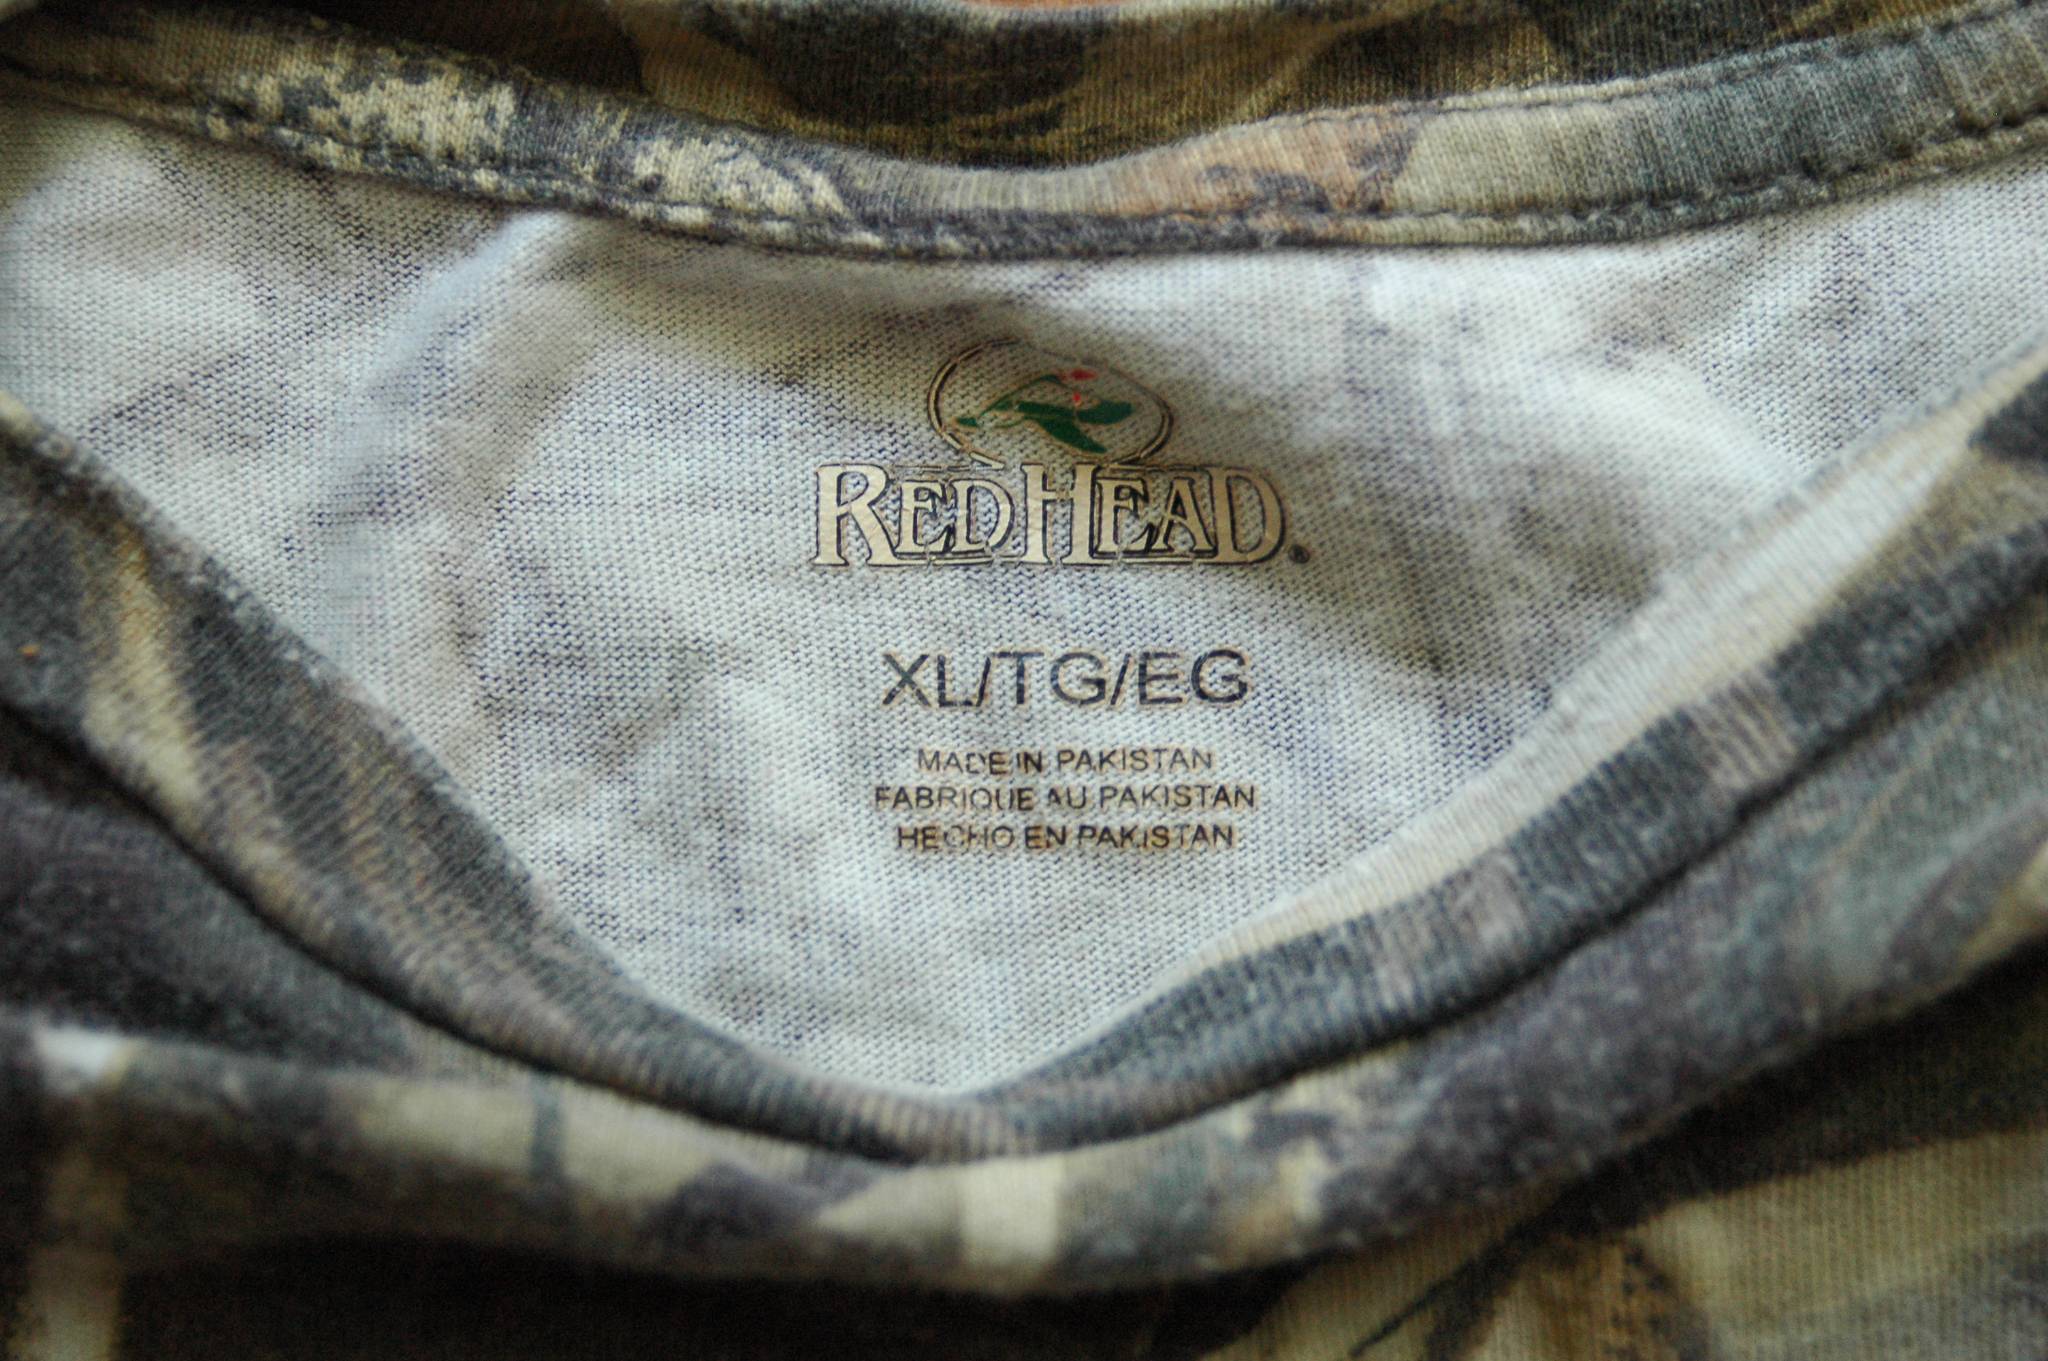 REDHEAD®
XL/TG/EG
MADE IN PAKISTAN
FABRIQUE AU PAKISTAN
HECHO EN PAKISTAN